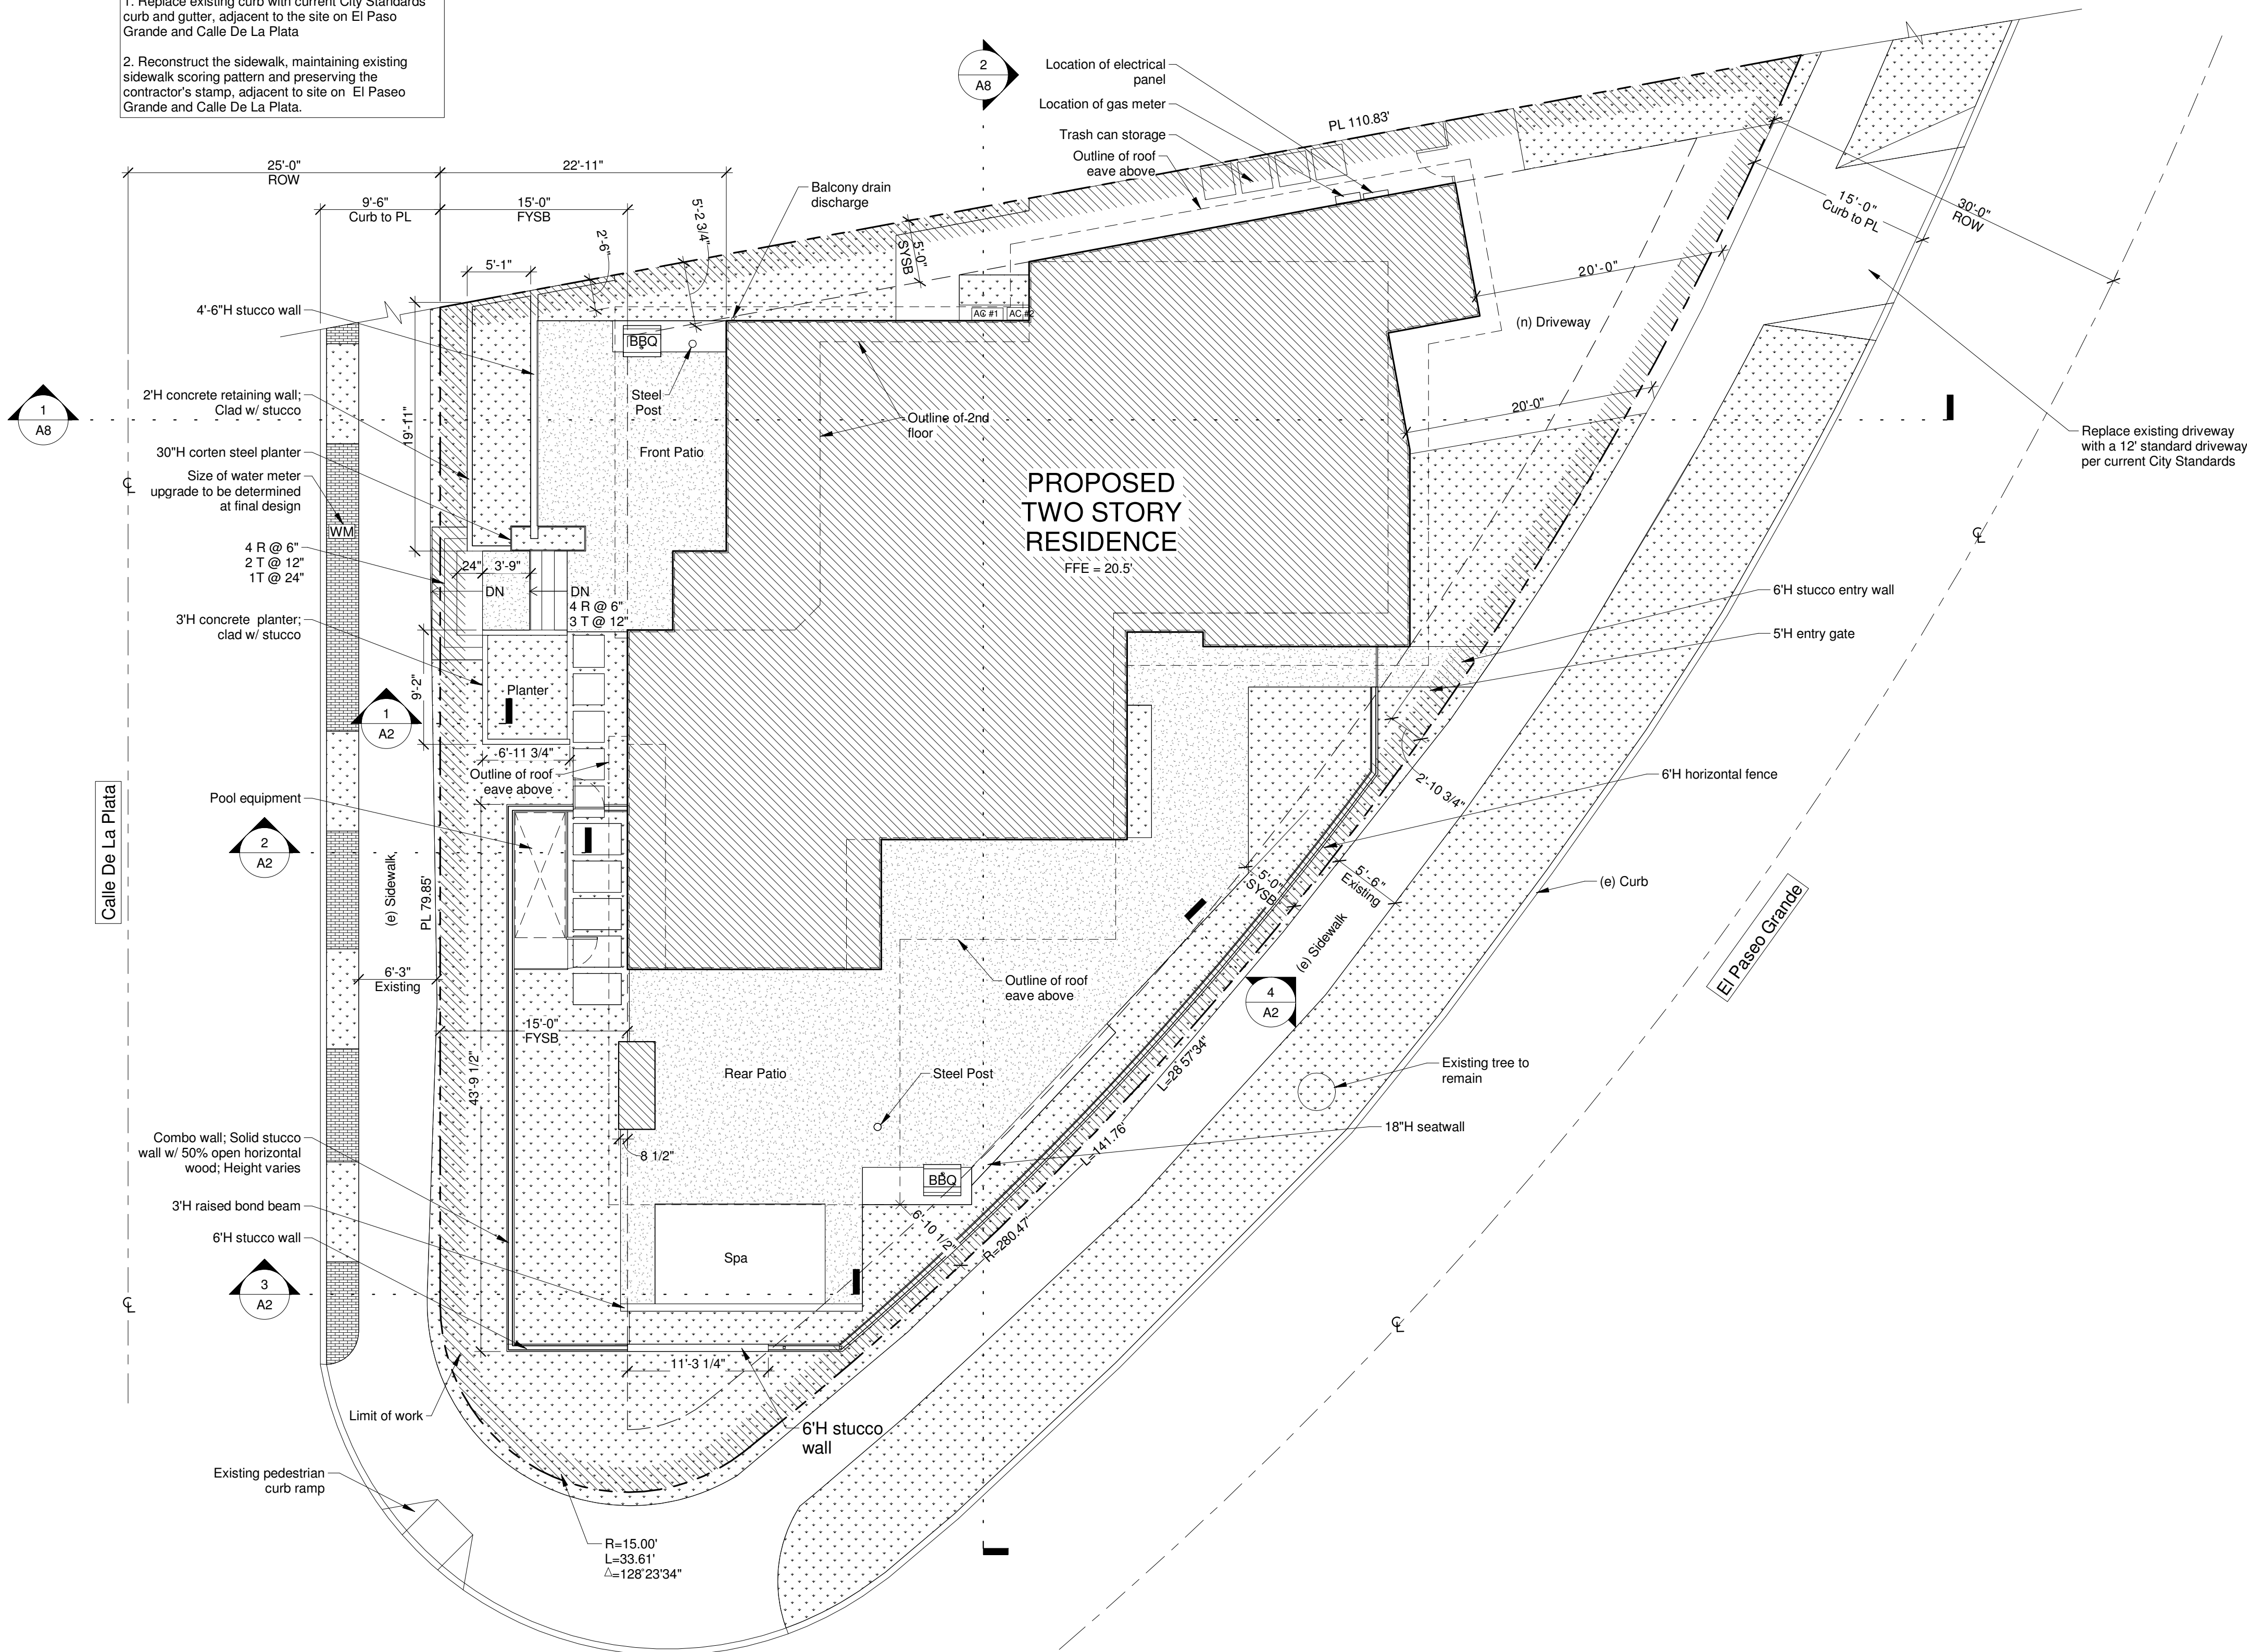 1. Replace existing curb with current City Standards
curb and gutter, adjacent to the site on El Paso
Grande and Calle De La Plata
2. Reconstruct the sidewalk, maintaining existing
sidewalk scoring pattern and preserving the
contractor's stamp, adjacent to site on El Paseo
Grande and Calle De La Plata.
2
A8
Location of electrical
panel
Location of gas meter
Trash can storage
Outline of roof
eave above
PL 110.83'
25'-0"
ROW
22'-11"
9'-6"
Curb to PL
15'-0"
FYSB
Balcony drain
discharge
2'-6"
5'-2 3/4"
5'-0"
SYSB
15'-0"
Curb to PL
30'-0"
ROW
20'-0"
5'-1"
4'-6"H stucco wall
AC #1
AC #2
(n) Driveway
BBQ
Steel
Post
2'H concrete retaining wall;
Clad w/ stucco
1
A8
19'-11"
Outline of 2nd
floor
20'-0"
Front Patio
Replace existing driveway
with a 12' standard driveway
per current City Standards
30"H corten steel planter
Size of water meter
upgrade to be determined
at final design
WM
PROPOSED
TWO STORY
RESIDENCE
FFE = 20.5'
4 R @ 6"
2 T @ 12"
1T @ 24"
24"
3'-9"
DN
DN
4 R @ 6"
3 T @ 12"
6'H stucco entry wall
5'H entry gate
3'H concrete planter;
clad w/ stucco
9'-2"
Planter
1
A2
6'-11 3/4"
Outline of roof
eave above
2'-10 3/4"
6'H horizontal fence
Pool equipment
Calle De La Plata
2
A2
(e) Sidewalk
PL 79.85'
5'-0"
SYSB
5'-6"
Existing
(e) Curb
(e) Sidewalk
El Paseo Grande
6'-3"
Existing
Outline of roof
eave above
4
A2
15'-0"
FYSB
43'-9 1/2"
Rear Patio
Steel Post
L=28 57'34"
Existing tree to
remain
L=141.76'
18"H seatwall
Combo wall; Solid stucco
wall w/ 50% open horizontal
wood; Height varies
8 1/2"
BBQ
3'H raised bond beam
6'-10 1/2"
R=280.47'
6'H stucco wall
Spa
3
A2
11'-3 1/4"
Limit of work
6'H stucco
wall
Existing pedestrian
curb ramp
R=15.00'
L=33.61'
△=128°23'34"